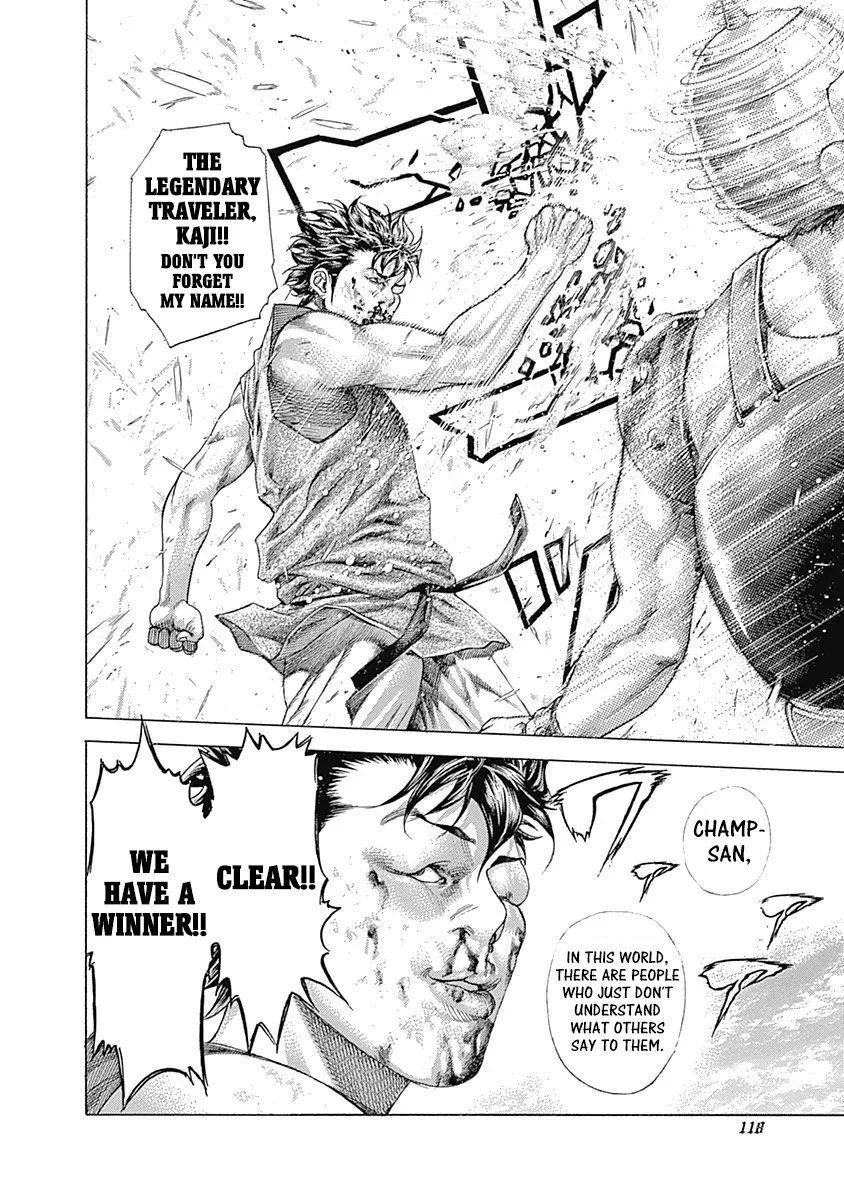 THE
LEGENDARY
TRAVELER,
KAJI!!
DON'T YOU
FORGET
MY NAME!!
CHAMP-
SAN,
IN THIS WORLD,
THERE ARE PEOPLE
WHO JUST DON'T
UNDERSTAND
WHAT OTHERS
SAY TO THEM.
CLEAR!!
WE
HAVE A
WINNER!!
118